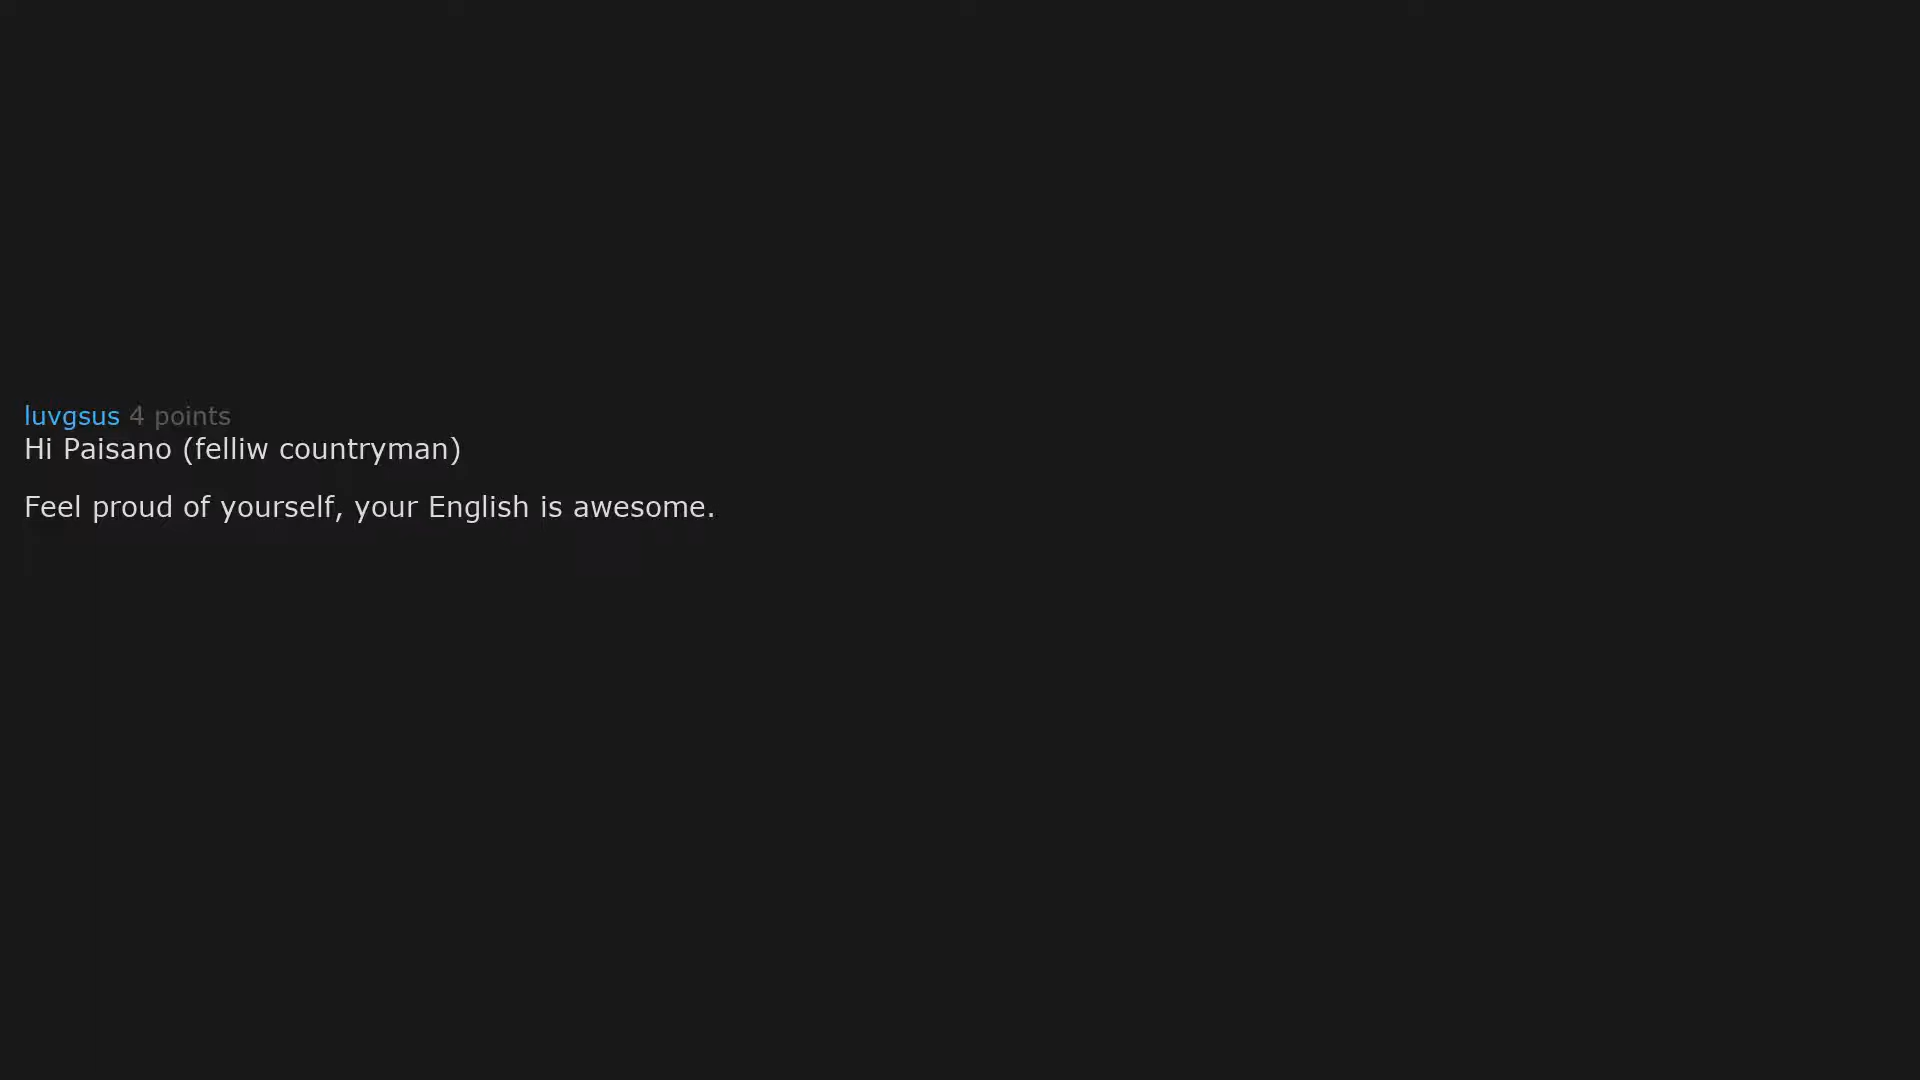 luvgsus 4 points
Hi Paisano (felliw countryman)
Feel proud of yourself, your English is awesome.